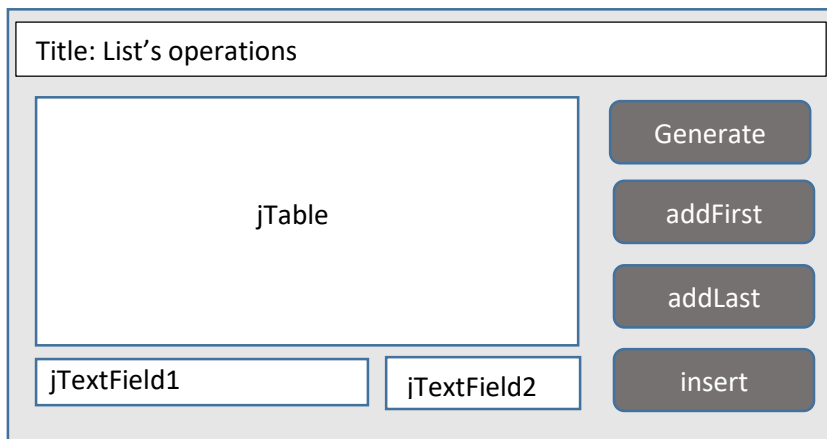 Title: List’s operations
Generate
jTable
addFirst
addLast
jTextField1
jTextField2
insert